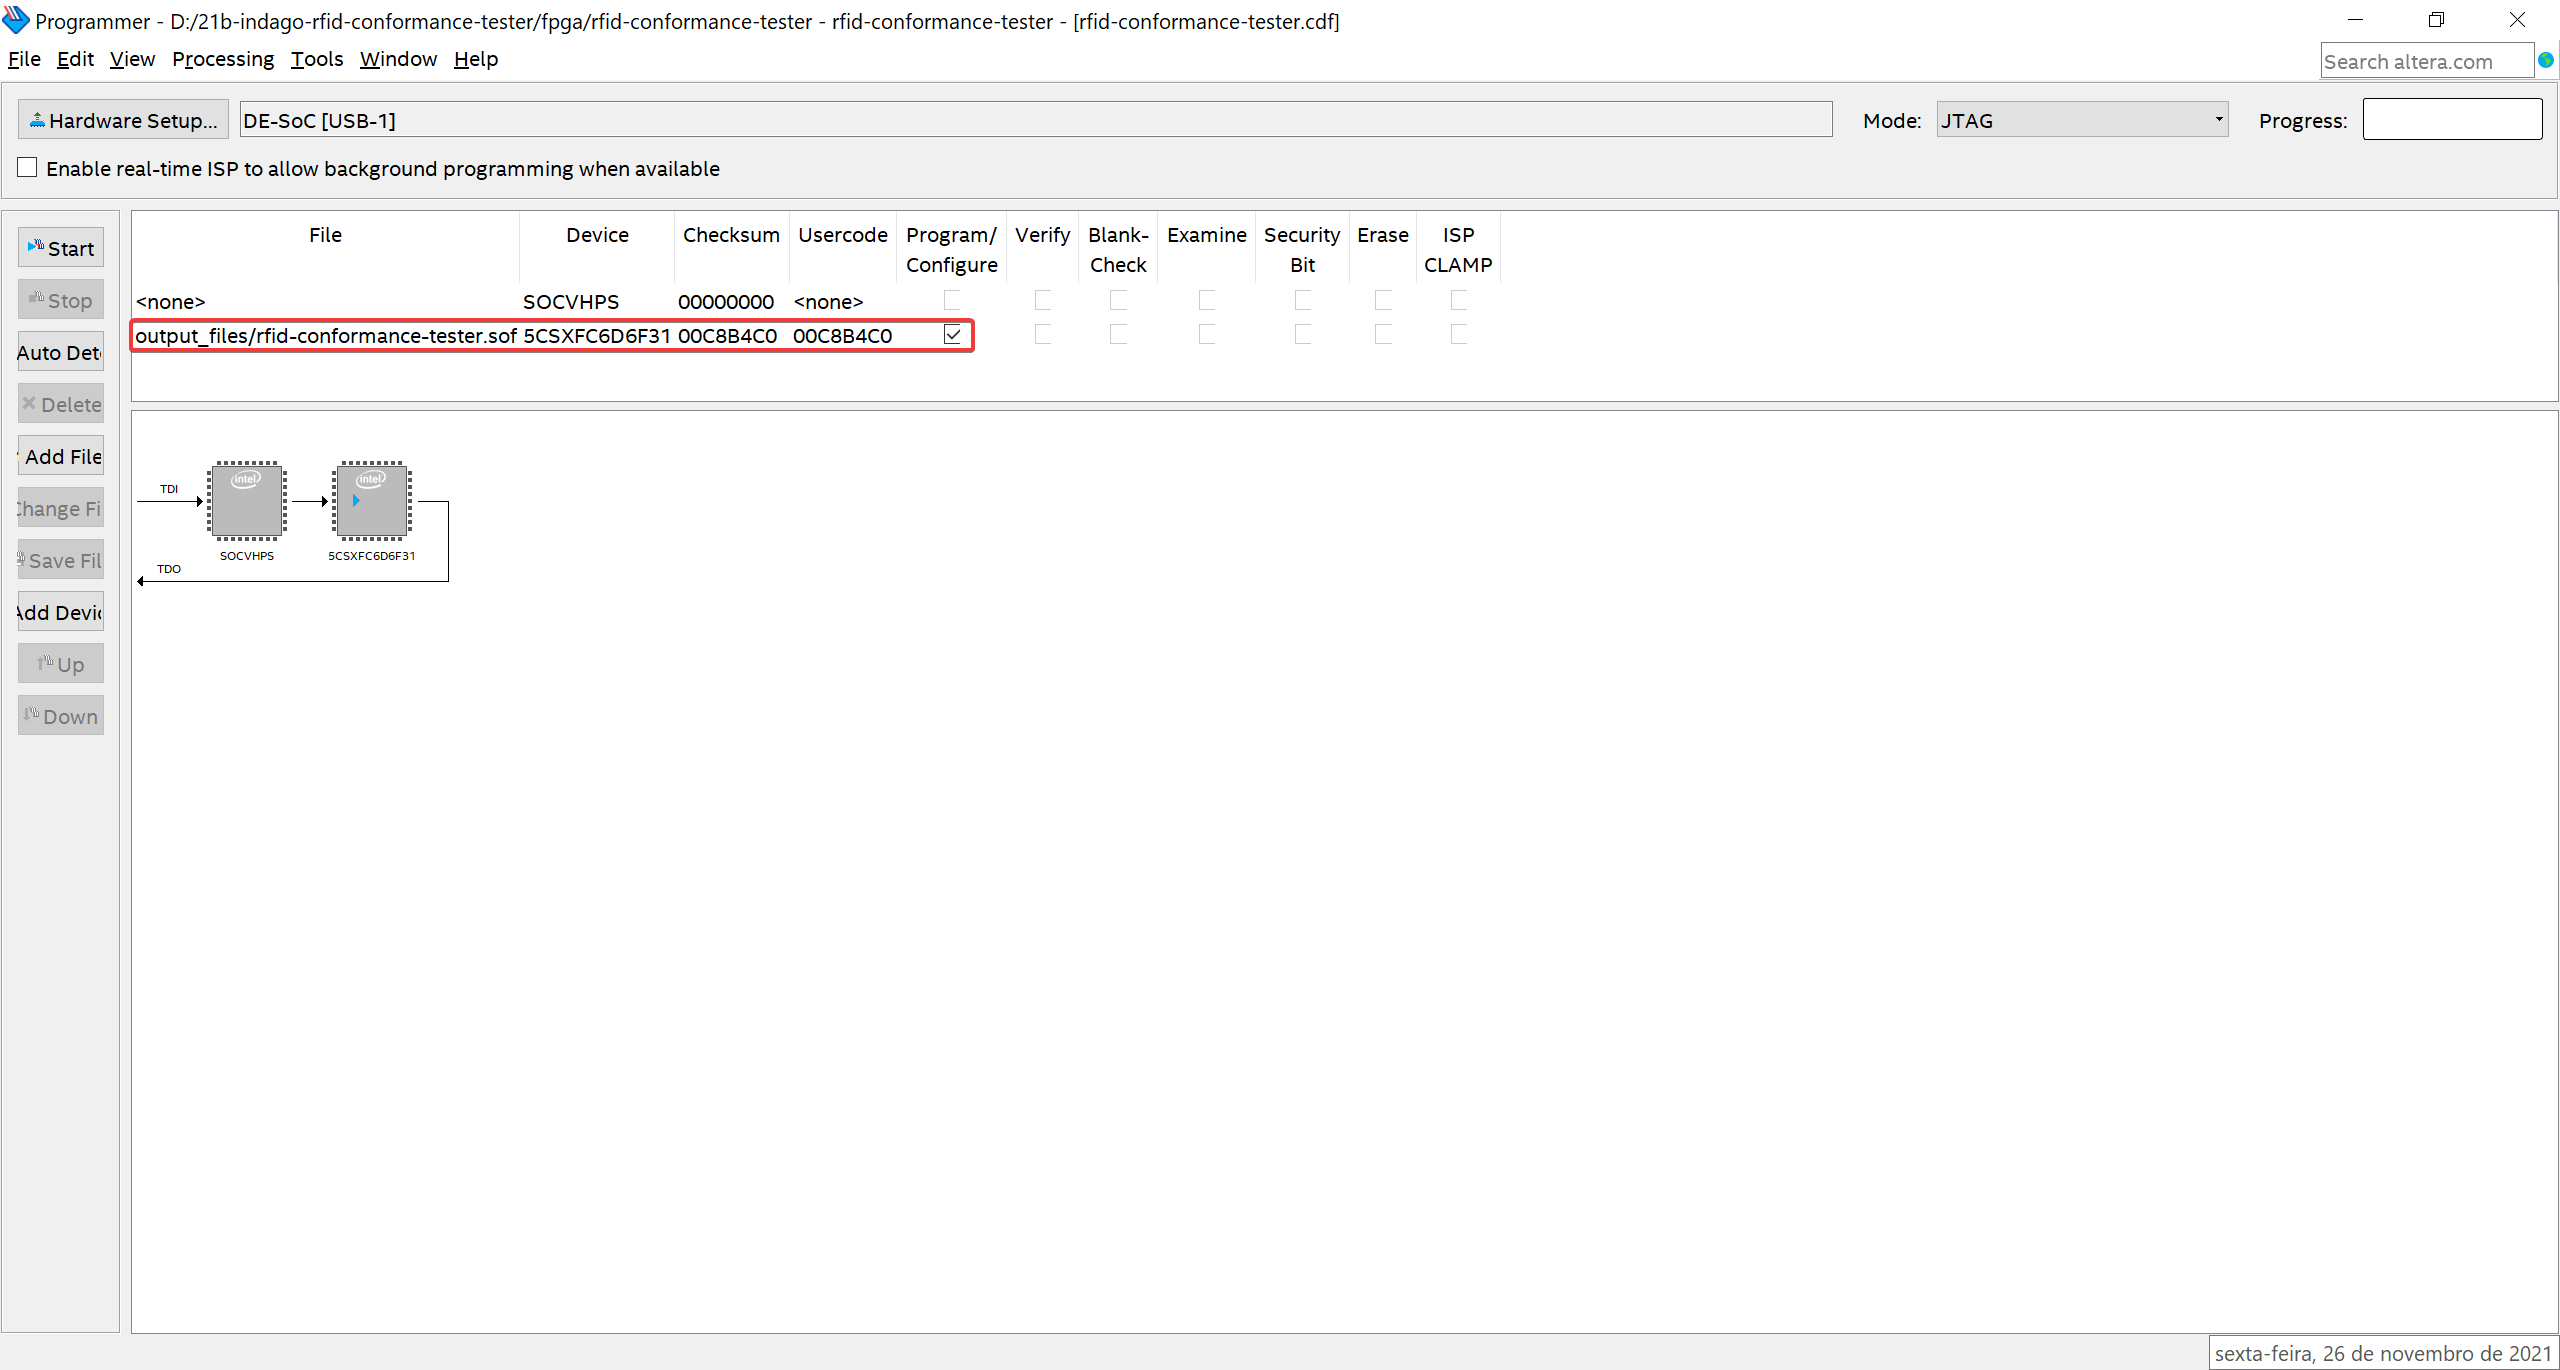 Programmer - D:/21b-indago-rfid-conformance-tester/fpga/rfid-conformance-tester - rfid-conformance-tester - [rfid-conformance-tester.cdf]
File Edit View Processing Tools Window Help
Search altera.com
Hardware Setup... DE-SoC [USB-1] Mode: JTAG Progress:
Enable real-time ISP to allow background programming when available
Start
Stop
Auto Det
Delete
Add File
Change Fi
Save Fil
Add Devic
Up
Down
File Device Checksum Usercode Program/ Verify Blank- Examine Security Erase ISP
Configure Check Bit CLAMP
<none> SOCVHPS 00000000 <none>
output_files/rfid-conformance-tester.sof 5CSXFC6D6F31 00C8B4C0 00C8B4C0
intel intel
TDI
SOCVHPS 5CSXFC6D6F31
TDO
sexta-feira, 26 de novembro de 2021